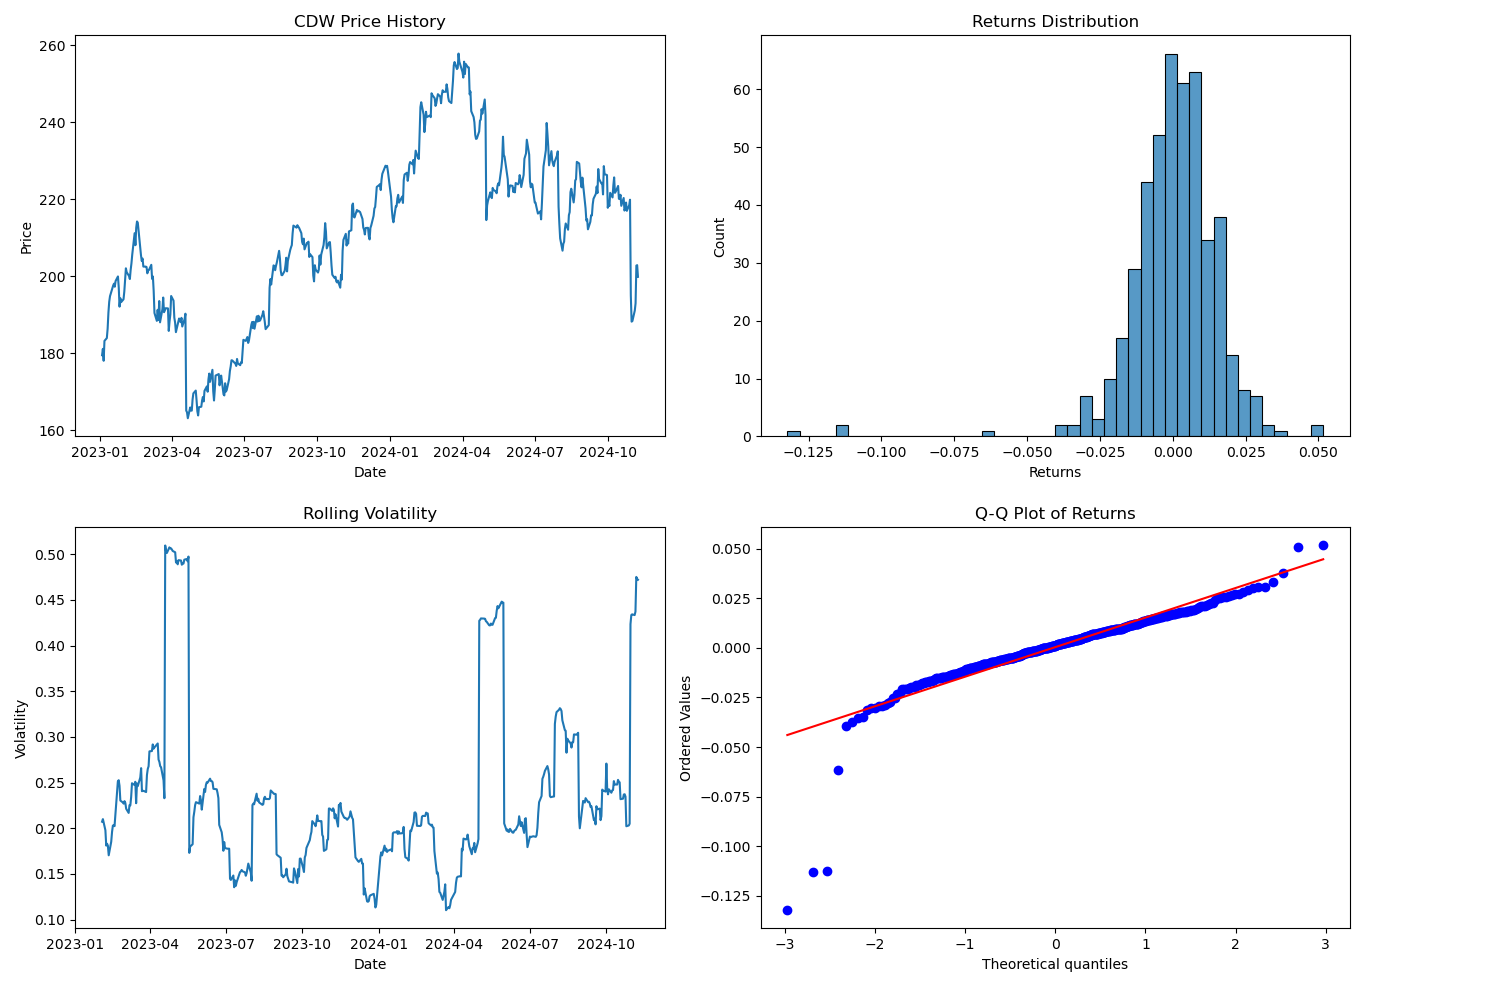 CDW Price History
Price
260
240
220
200
180
160
2023-01 2023-04 2023-07 2023-10 2024-01 2024-04 2024-07 2024-10
Date
Returns Distribution
Count
60
50
40
30
20
10
0
−0.125 −0.100 −0.075 −0.050 −0.025 0.000 0.025 0.050
Returns
Rolling Volatility
Volatility
0.50
0.45
0.40
0.35
0.30
0.25
0.20
0.15
0.10
2023-01 2023-04 2023-07 2023-10 2024-01 2024-04 2024-07 2024-10
Date
Q-Q Plot of Returns
Ordered Values
0.050
0.025
0.000
−0.025
−0.050
−0.075
−0.100
−0.125
−3 −2 −1 0 1 2 3
Theoretical quantiles